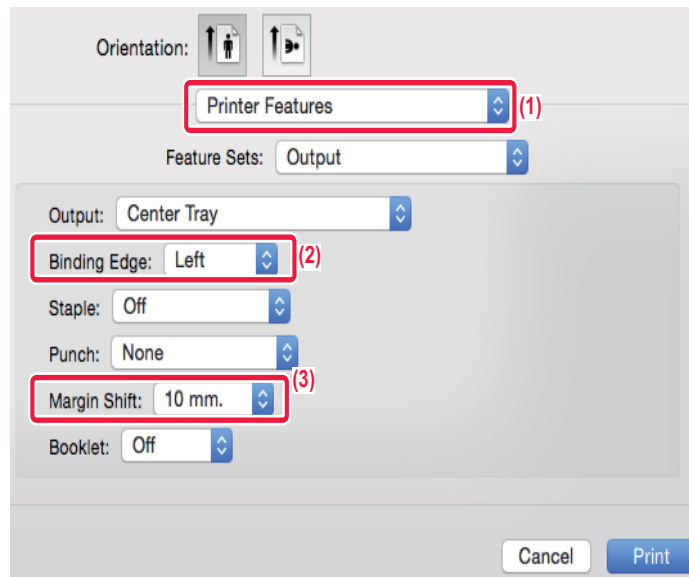 Orientation:
Printer Features (1)
Feature Sets: Output
Output: Center Tray
Binding Edge: Left (2)
Staple: Off
Punch: None
(3)
Margin Shift: 10 mm.
Booklet: Off
Cancel Print